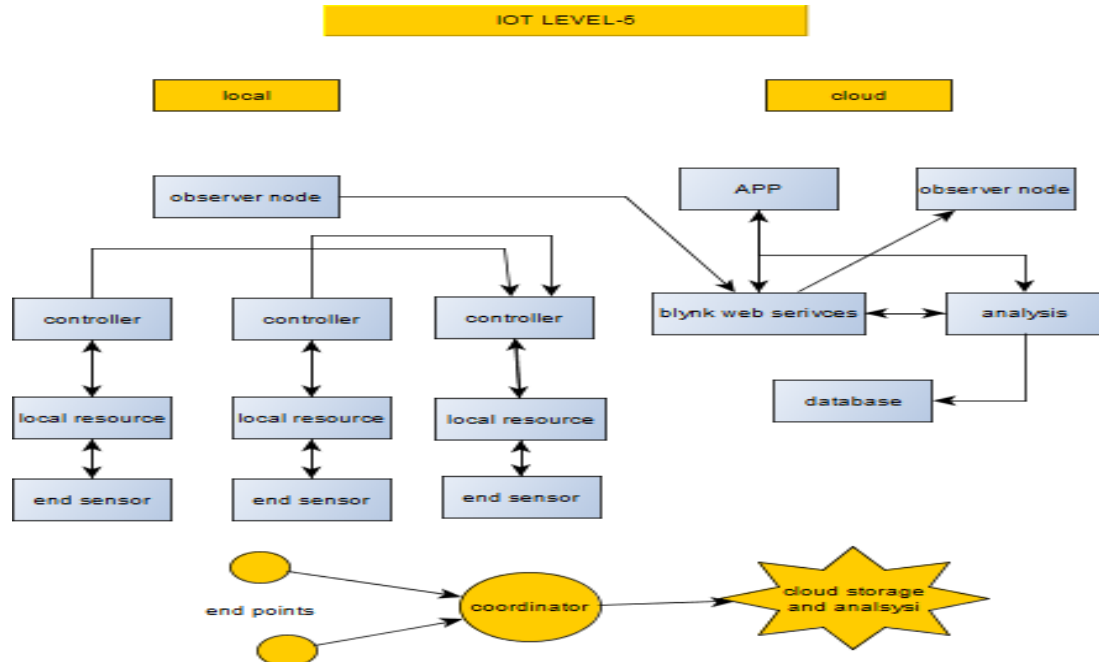 IOT LEVEL-5
local
cloud
observer node
APP
observer node
controller
controller
controller
blynk web serivces
analysis
local resource
local resource
local resource
database
end sensor
end sensor
end sensor
end points
coordinator
cloud storage
and analsysi